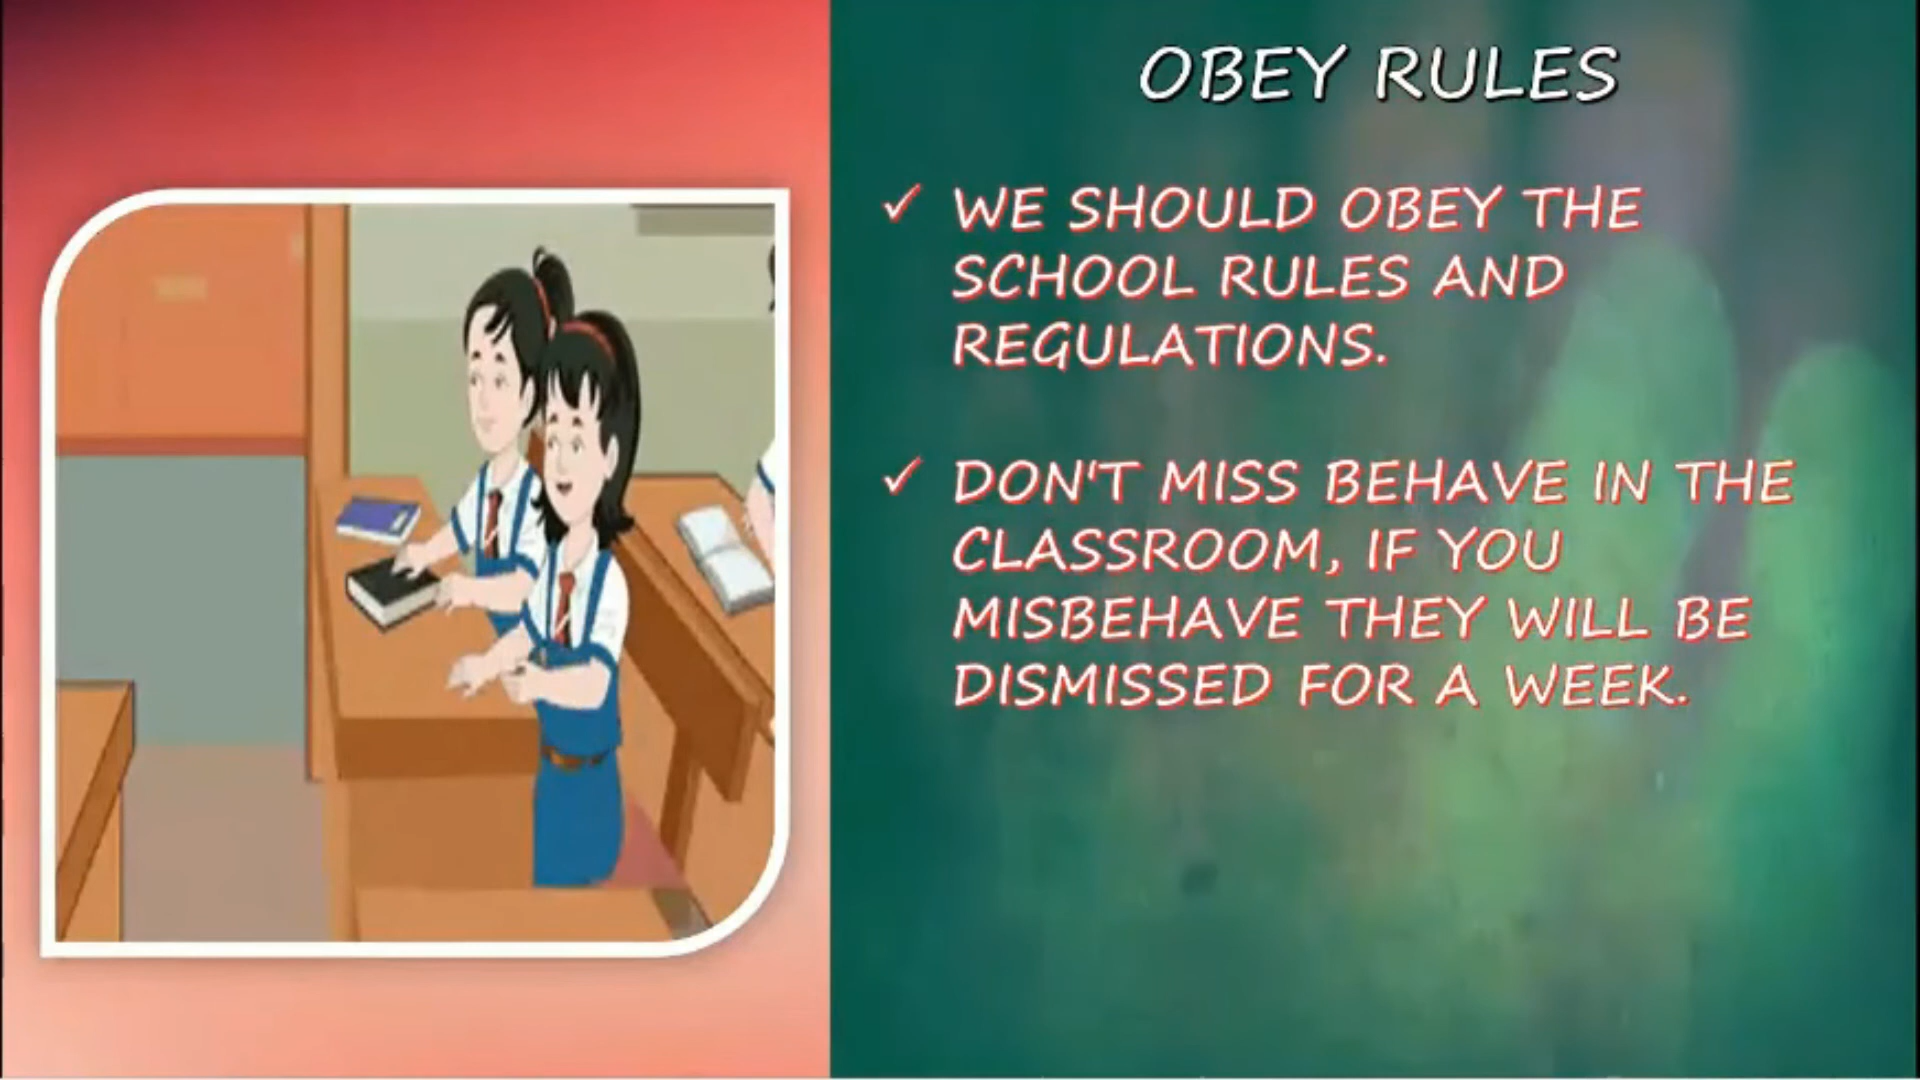 OBEY RULES
✓ WE SHOULD OBEY THE
SCHOOL RULES AND
REGULATIONS.
✓ DON'T MISS BEHAVE IN THE
CLASSROOM, IF YOU
MISBEHAVE THEY WILL BE
DISMISSED FOR A WEEK.